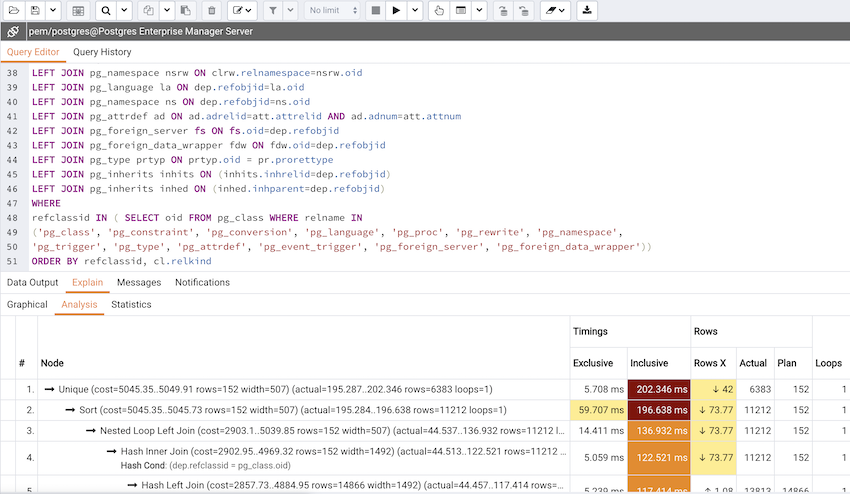 No limit
pem/postgres@Postgres Enterprise Manager Server
Query Editor Query History
38 LEFT JOIN pg_namespace nsrw ON clrw.relnamespace=nsrw.oid
39 LEFT JOIN pg_language la ON dep.refobjid=la.oid
40 LEFT JOIN pg_namespace ns ON dep.refobjid=ns.oid
41 LEFT JOIN pg_attrdef ad ON ad.adrelid=att.attrelid AND ad.adnum=att.attnum
42 LEFT JOIN pg_foreign_server fs ON fs.oid=dep.refobjid
43 LEFT JOIN pg_foreign_data_wrapper fdw ON fdw.oid=dep.refobjid
44 LEFT JOIN pg_type prtyp ON prtyp.oid = pr.prorettype
45 LEFT JOIN pg_inherits inhits ON (inhits.inhrelid=dep.refobjid)
46 LEFT JOIN pg_inherits inhed ON (inhed.inhparent=dep.refobjid)
47 WHERE
48 refclassid IN ( SELECT oid FROM pg_class WHERE relname IN
49 ('pg_class', 'pg_constraint', 'pg_conversion', 'pg_language', 'pg_proc', 'pg_rewrite', 'pg_namespace',
50 'pg_trigger', 'pg_type', 'pg_attrdef', 'pg_event_trigger', 'pg_foreign_server', 'pg_foreign_data_wrapper'))
51 ORDER BY refclassid, cl.relkind
Data Output Explain Messages Notifications
Graphical Analysis Statistics
Timings Rows
# Node Exclusive Inclusive Rows X Actual Plan Loops
1. → Unique (cost=5045.35..5049.91 rows=152 width=507) (actual=195.287..202.346 rows=6383 loops=1) 5.708 ms 202.346 ms ↓ 42 6383 152 1
2. → Sort (cost=5045.35..5045.73 rows=152 width=507) (actual=195.284..196.638 rows=11212 loops=1) 59.707 ms 196.638 ms ↓ 73.77 11212 152 1
3. → Nested Loop Left Join (cost=2903.1..5039.85 rows=152 width=507) (actual=44.537..136.932 rows=11212 l... 14.411 ms 136.932 ms ↓ 73.77 11212 152 1
4. → Hash Inner Join (cost=2902.95..4969.32 rows=152 width=1492) (actual=44.513..122.521 rows=11212 ... 5.059 ms 122.521 ms ↓ 73.77 11212 152 1
Hash Cond: (dep.refclassid = pg_class.oid)
5. → Hash Left Join (cost=2857.73..4884.95 rows=14866 width=1492) (actual=44.457..117.414 rows=... 5.239 ms 117.414 ms ↑ 1.08 13813 14866 1